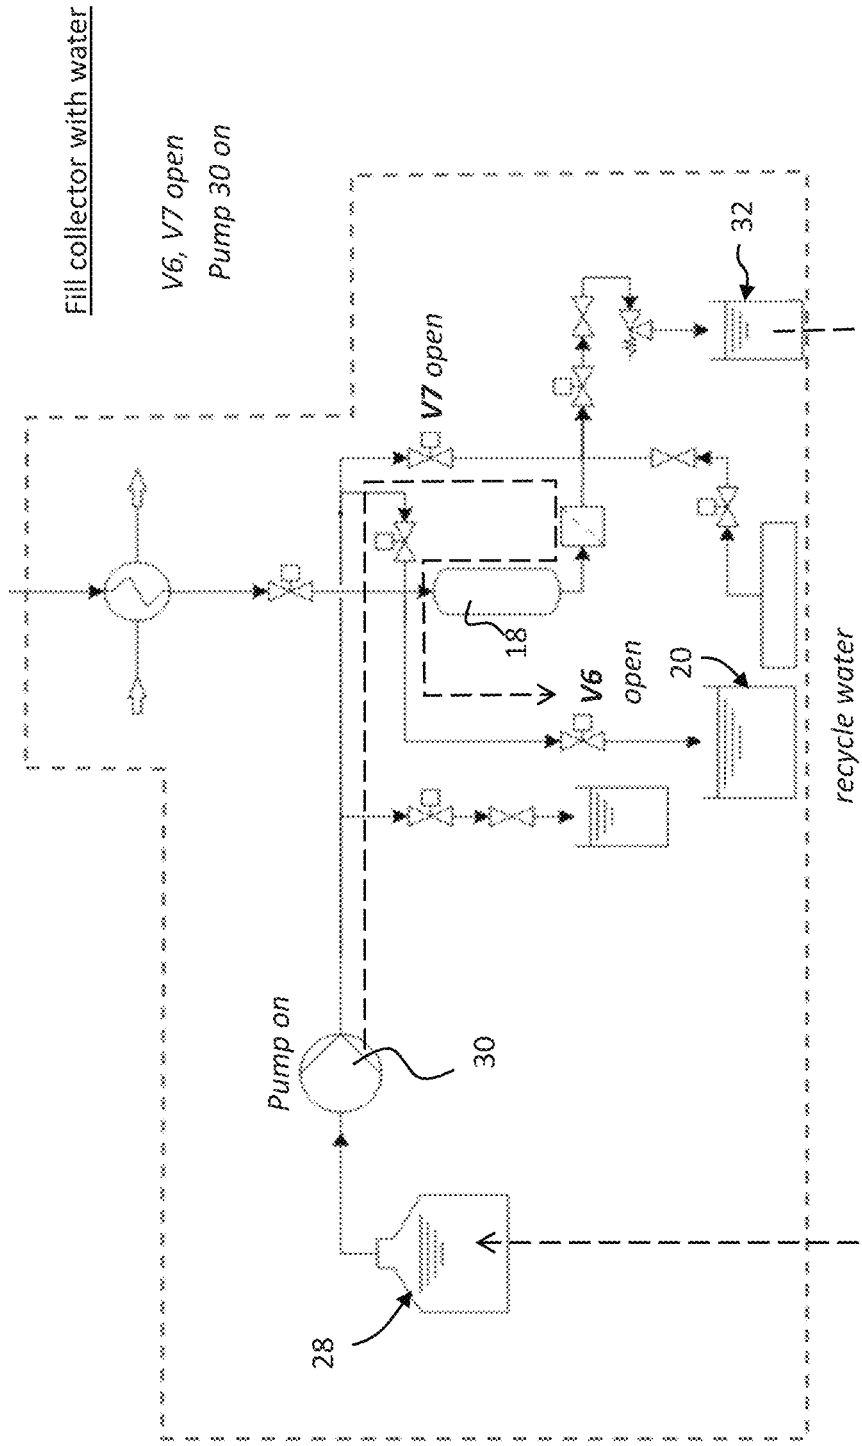 Fill collector with water
V6, V7 open
Pump 30 on
Pump on
V7 open
V6
open
18
20
28
30
32
recycle water